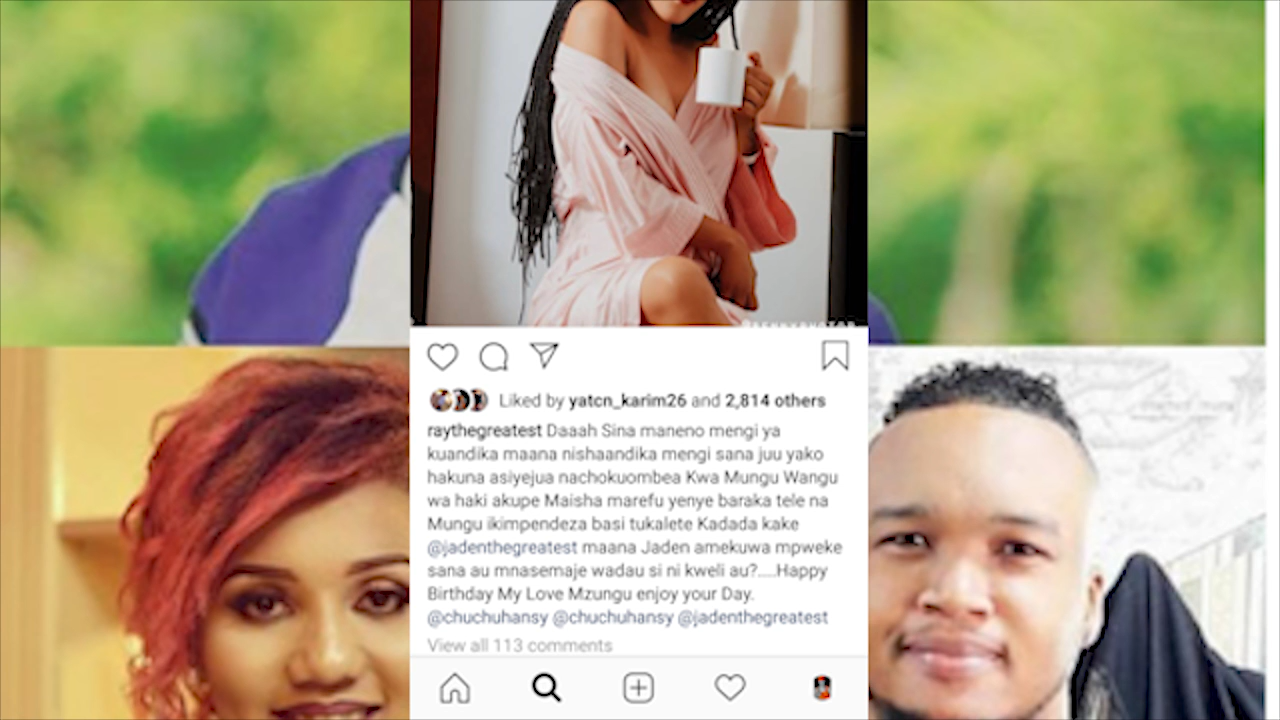 Liked by yatcn_karim26 and 2,814 others
raythegreatest Daaah Sina maneno mengi ya
kuandika maana nishaandika mengi sana juu yako
hakuna asiyejua nachokuombea Kwa Mungu Wangu
wa haki akupe Maisha marefu yenye baraka tele na
Mungu ikimpendeza basi tukalete Kadada kake
@jadenthegreatest maana Jaden amekuwa mpweke
sana au mnasemaje wadau si ni kweli au?....Happy
Birthday My Love Mzungu enjoy your Day.
@chuchuhansy @chuchuhansy @jadenthegreatest
View all 113 comments